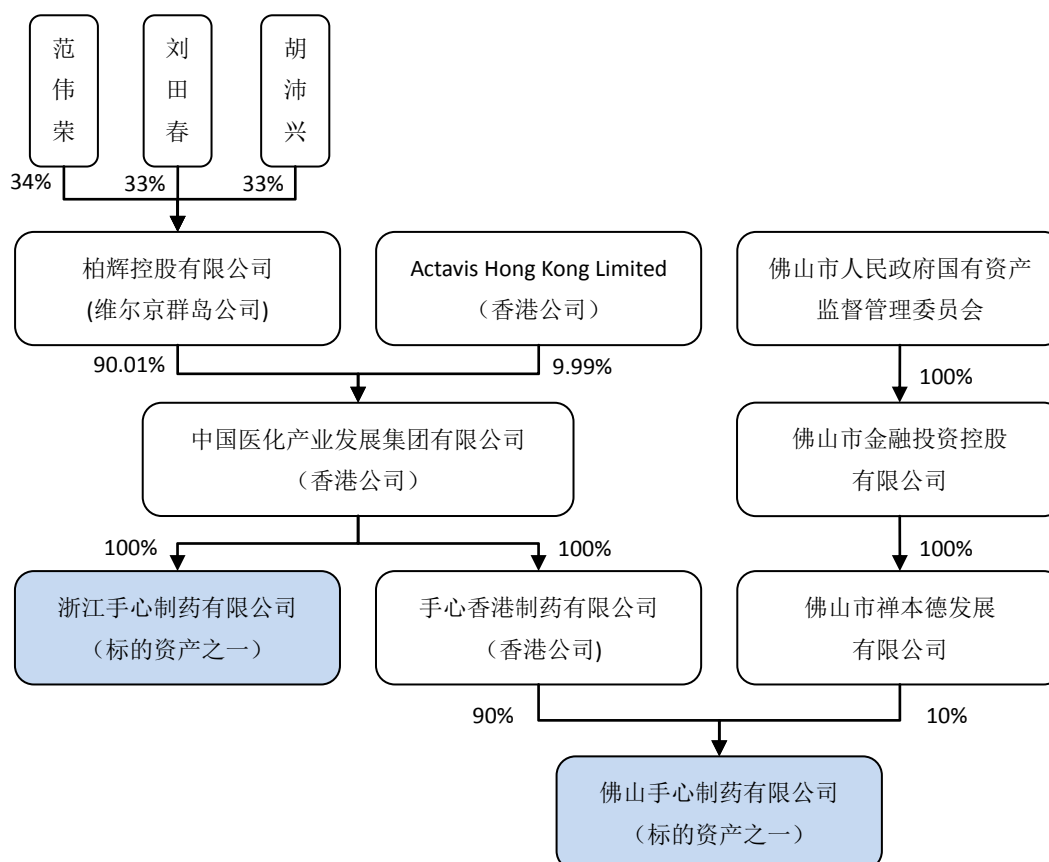 范伟荣
刘田春
胡沛兴
34%
33%
33%
柏辉控股有限公司
(维尔京群岛公司)
Actavis Hong Kong Limited
（香港公司）
佛山市人民政府国有资产
监督管理委员会
90.01%
9.99%
100%
中国医化产业发展集团有限公司
（香港公司）
佛山市金融投资控股
有限公司
100%
100%
100%
浙江手心制药有限公司
（标的资产之一）
手心香港制药有限公司
（香港公司)
佛山市禅本德发展
有限公司
90%
10%
佛山手心制药有限公司
（标的资产之一）